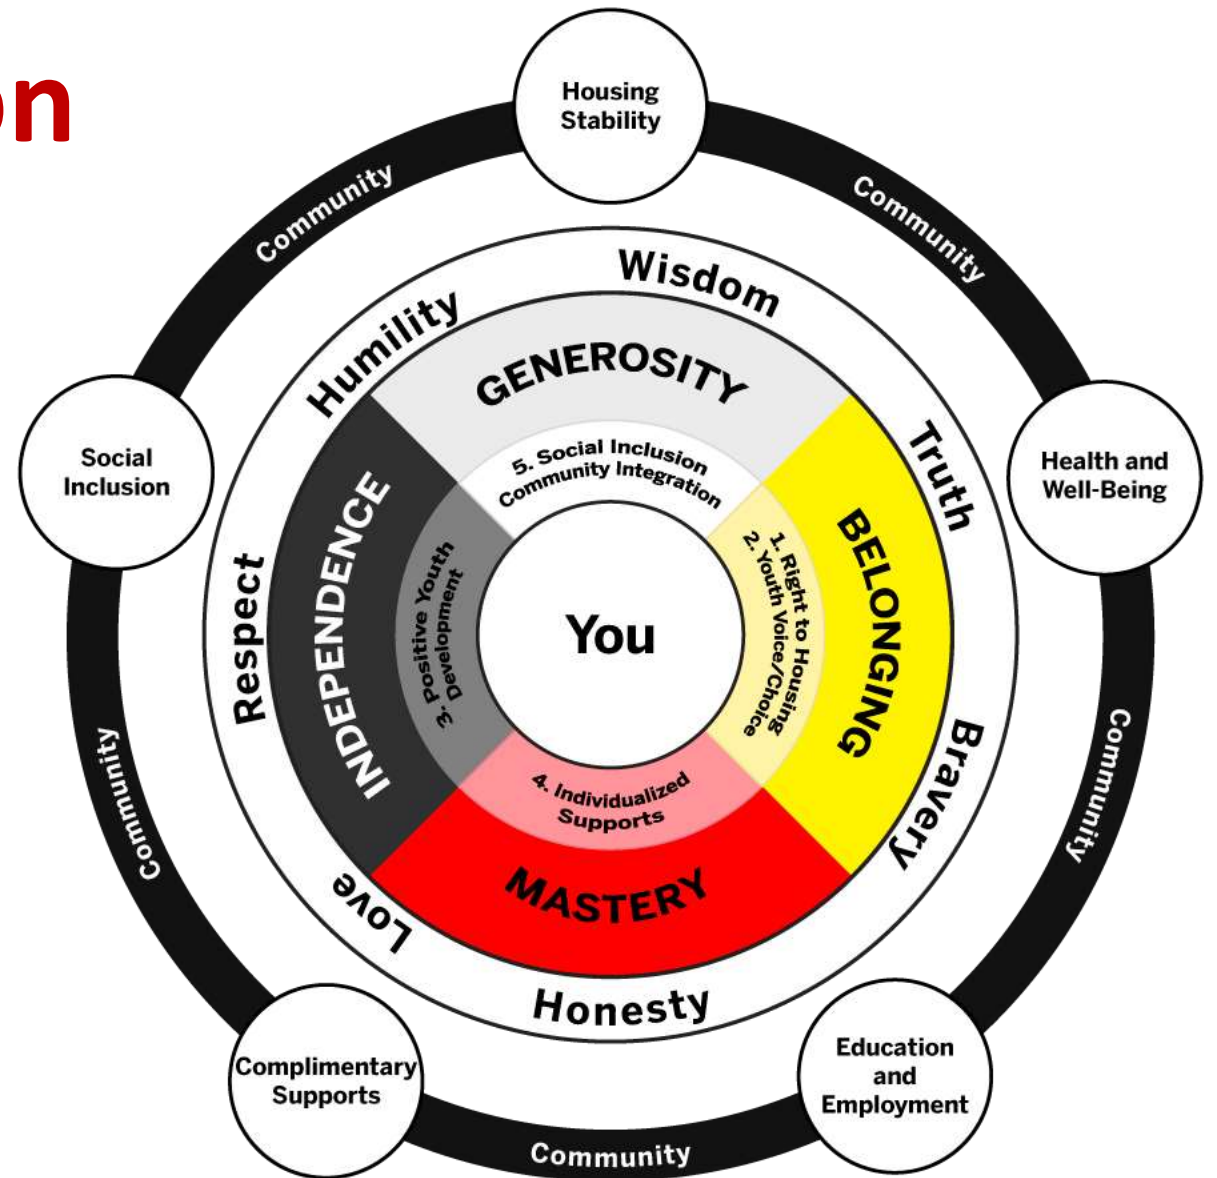 on
Housing
Stability
Community
Community
Wisdom
Humility
GENEROSITY
5. Social Inclusion
Community Integration
Truth
Social
Inclusion
Health and
Well-Being
INDEPENDENCE
BELONGING
Respect
3. Positive Youth
Development
You
1. Right to Housing
2. Youth Voice/Choice
4. Individualized
Supports
MASTERY
Bravery
Love
Honesty
Community
Community
Complimentary
Supports
Education
and
Employment
Community